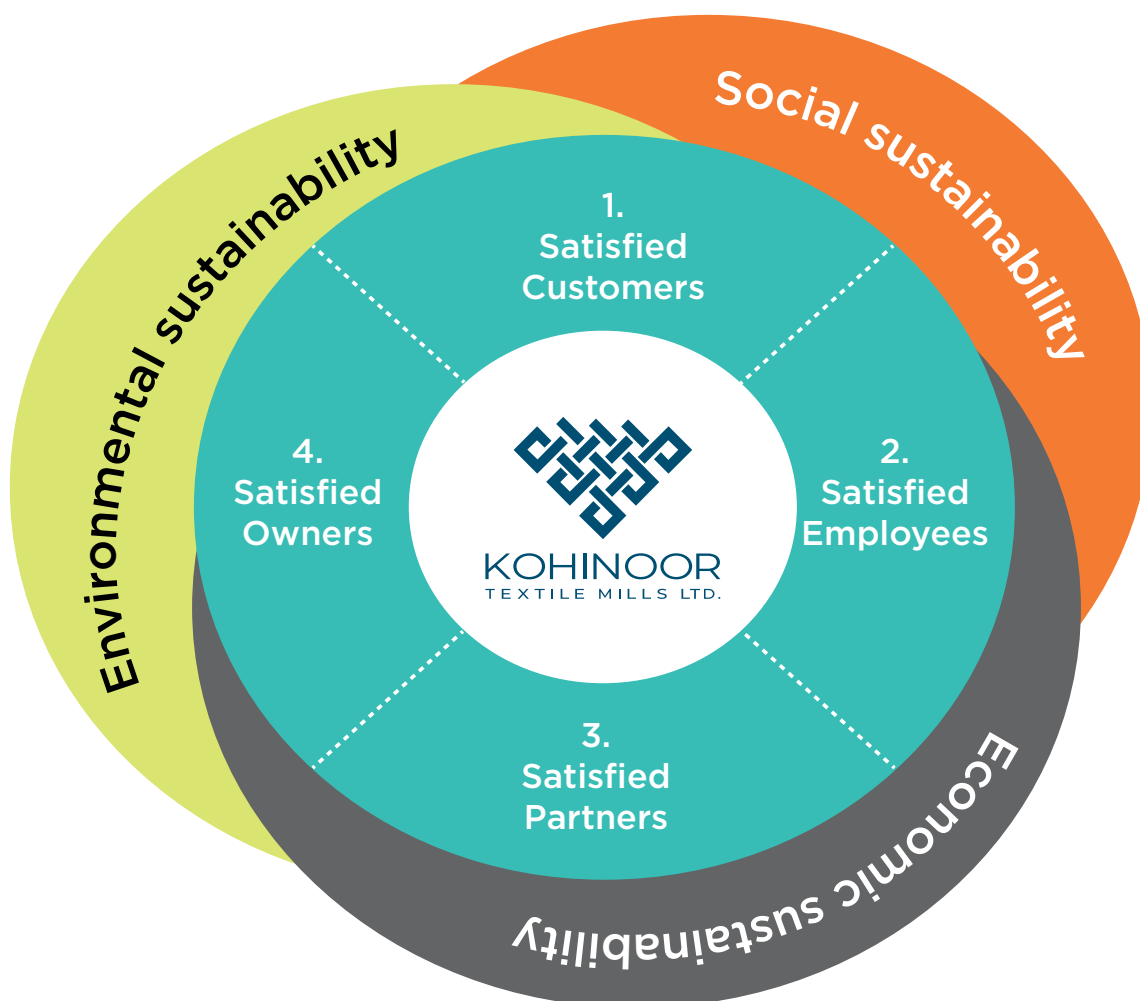 Social sustainability
Environmental sustainability
1.
Satisfied
Customers
2.
Satisfied
Employees
4.
Satisfied
Owners
KOHINOOR
TEXTILE MILLS LTD.
3.
Satisfied
Partners
Economic sustainability